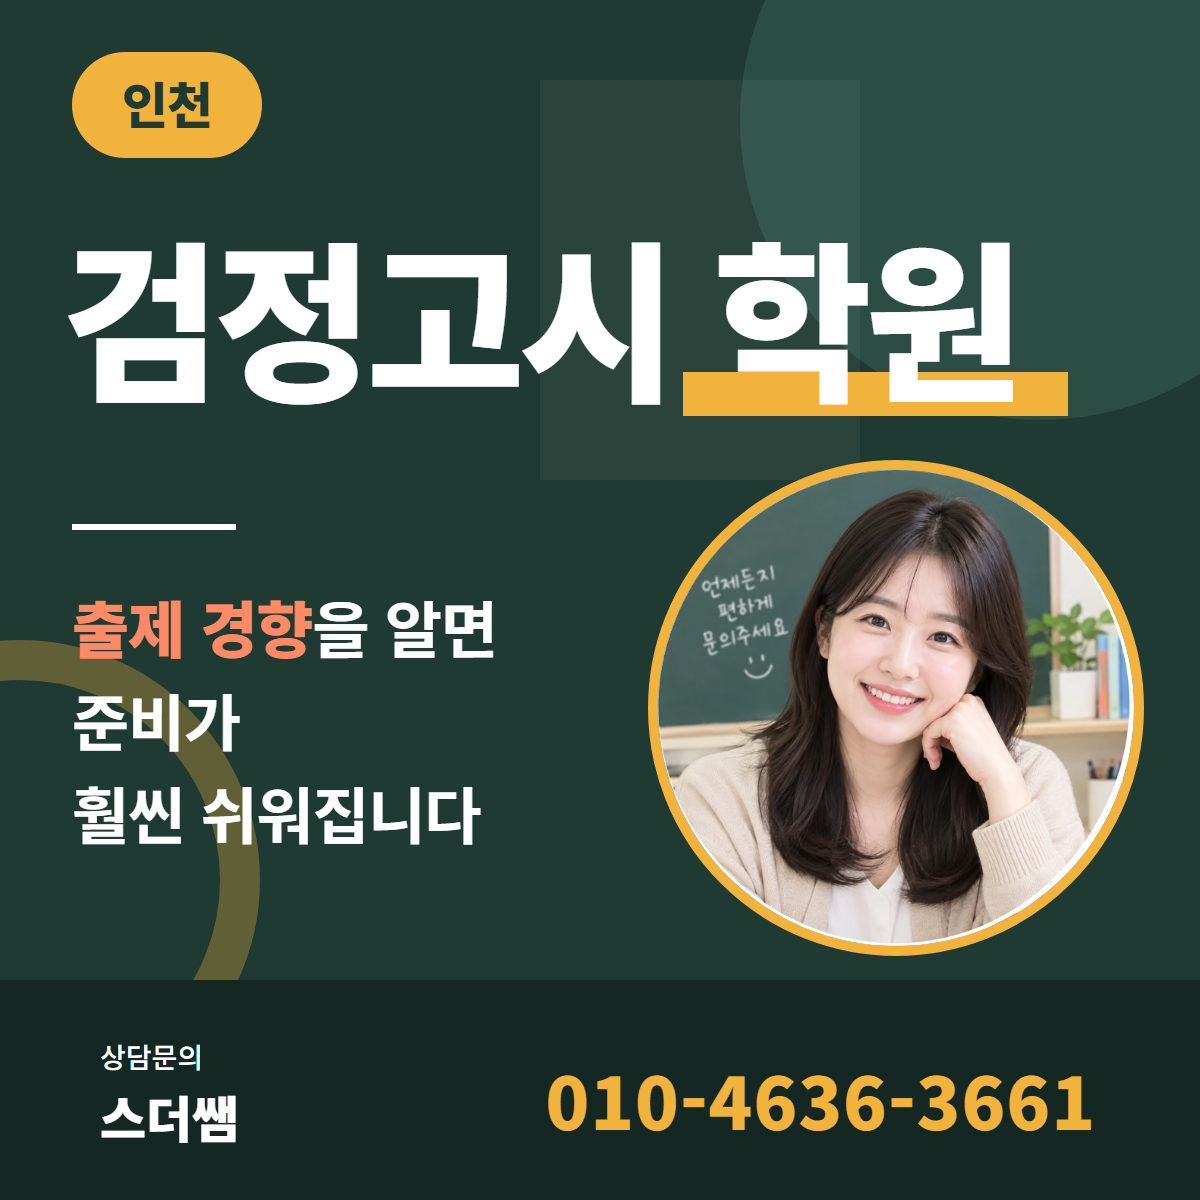 인천
검정고시 학원
출제 경향을 알면
준비가
훨씬 쉬워집니다
언제든지
편하게
문의주세요
상담문의
스더쌤
010-4636-3661